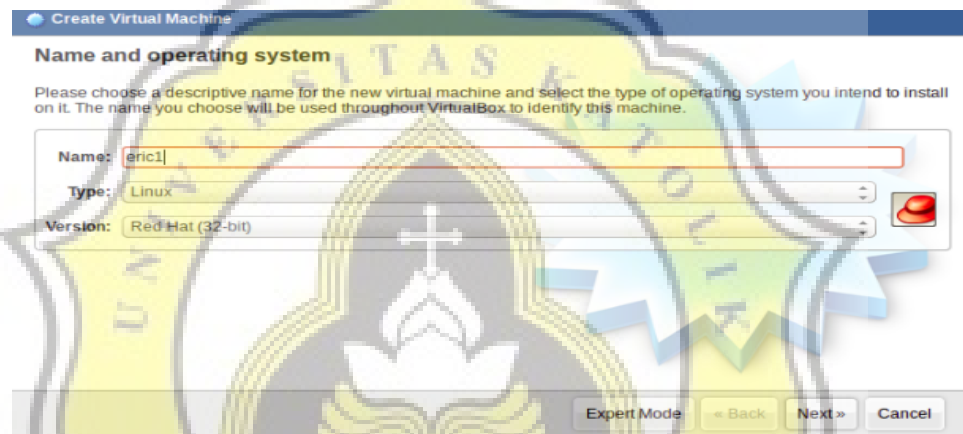 Create Virtual Machine
Name and operating system
Please choose a descriptive name for the new virtual machine and select the type of operating system you intend to install
on it. The name you choose will be used throughout VirtualBox to identify this machine.
Name: eric1
Type: Linux
Version: Red Hat (32-bit)
UNIVERSITAS KATOLIK
Expert Mode « Back Next » Cancel